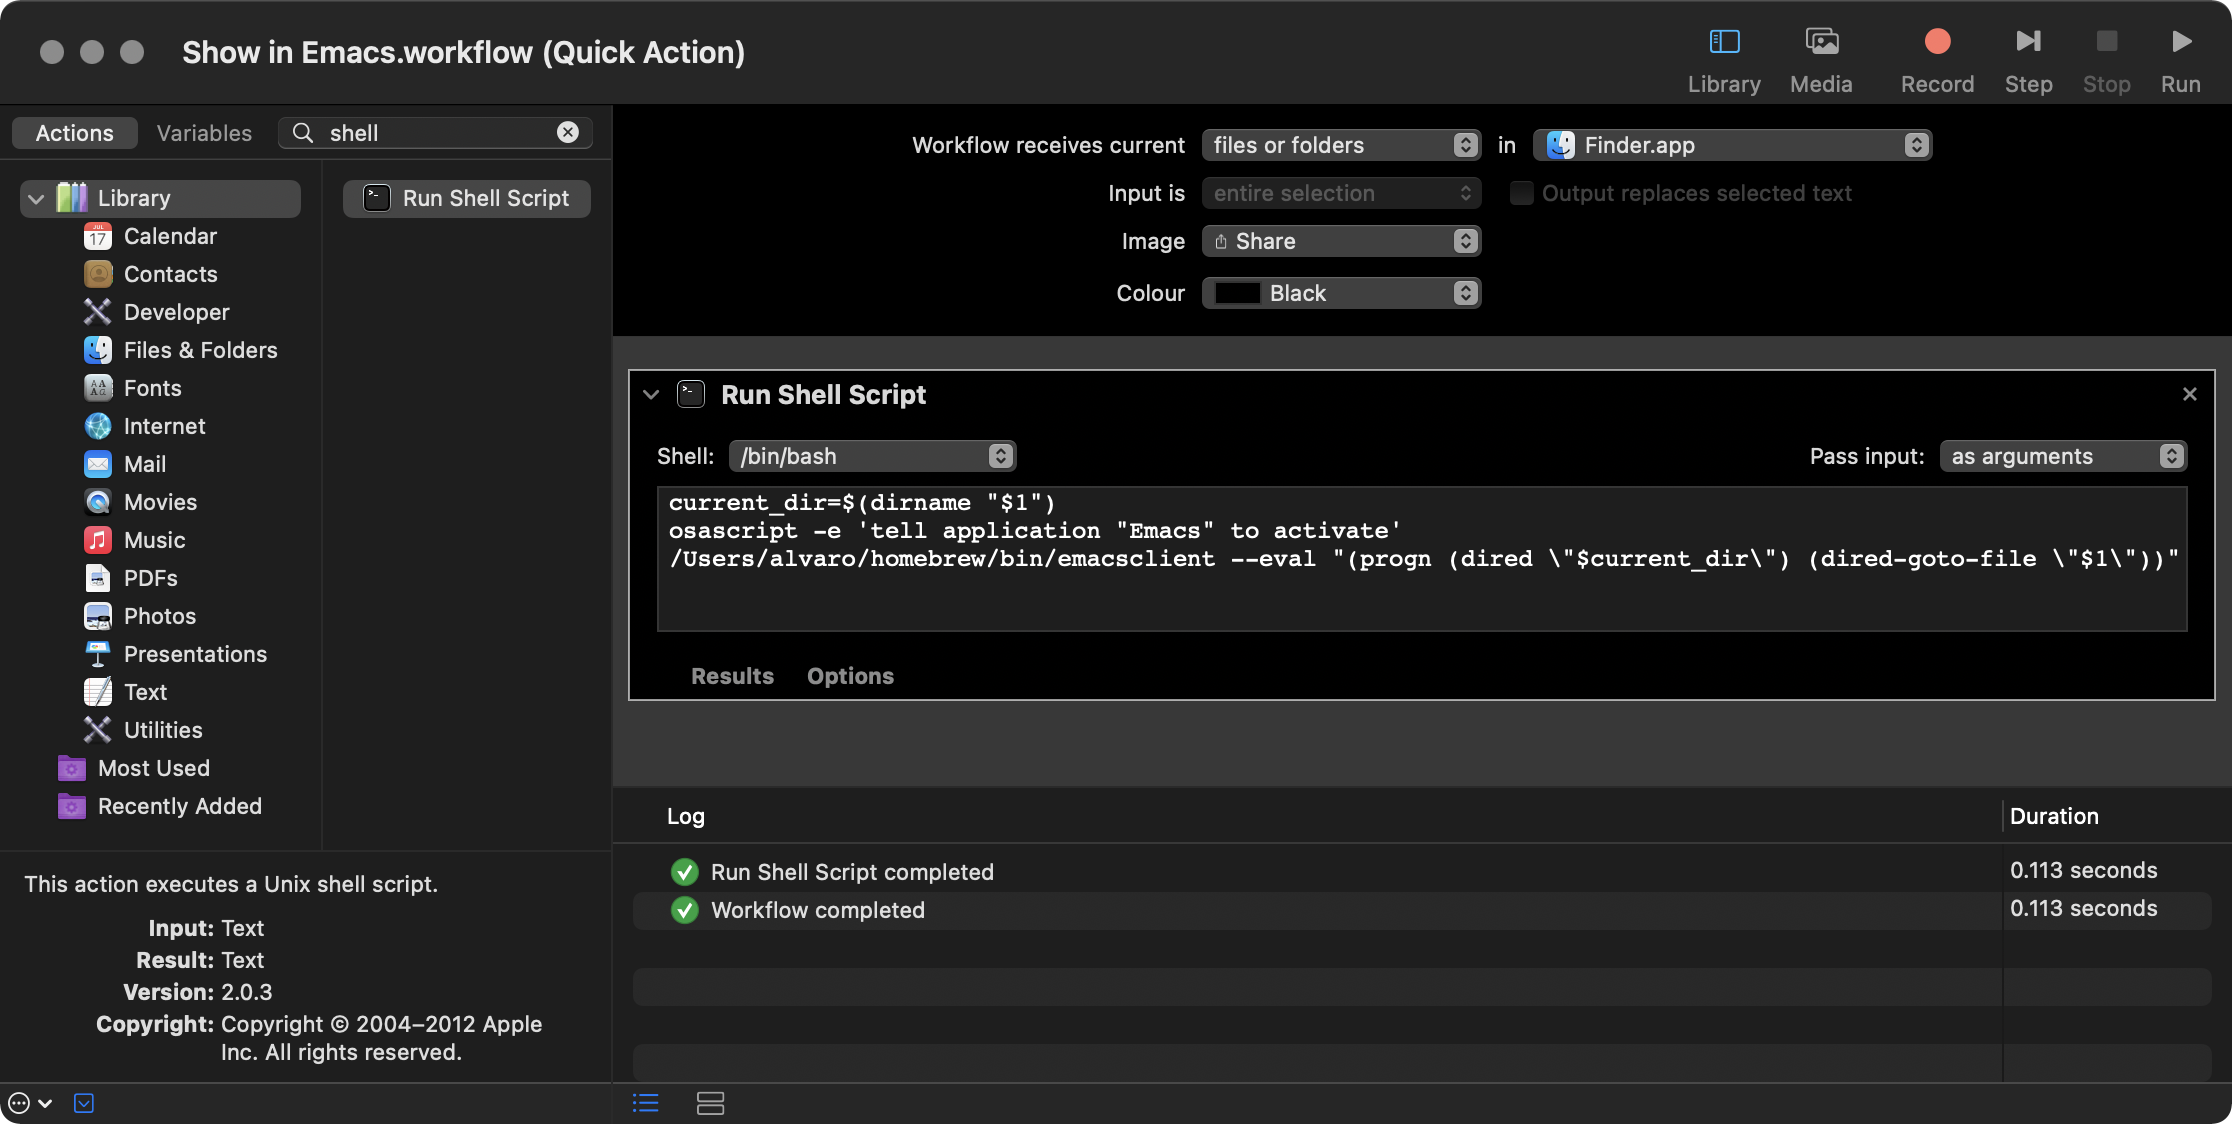 Show in Emacs.workflow (Quick Action)
Library
Media
Record
Step
Stop
Run
Actions
Variables
shell
Library
Calendar
JUL
17
Contacts
Developer
Files & Folders
Fonts
Internet
Mail
Movies
Music
PDFs
Photos
Presentations
Text
Utilities
Most Used
Recently Added
Run Shell Script
This action executes a Unix shell script.
Input: Text
Result: Text
Version: 2.0.3
Copyright: Copyright © 2004–2012 Apple
Inc. All rights reserved.
Workflow receives current files or folders in Finder.app
Input is entire selection Output replaces selected text
Image Share
Colour Black
Run Shell Script
Shell: /bin/bash Pass input: as arguments
current_dir=$(dirname "$1")
osascript -e 'tell application "Emacs" to activate'
/Users/alvaro/homebrew/bin/emacsclient --eval "(progn (dired \"$current_dir\") (dired-goto-file \"$1\"))"
Results Options
Log Duration
Run Shell Script completed 0.113 seconds
Workflow completed 0.113 seconds